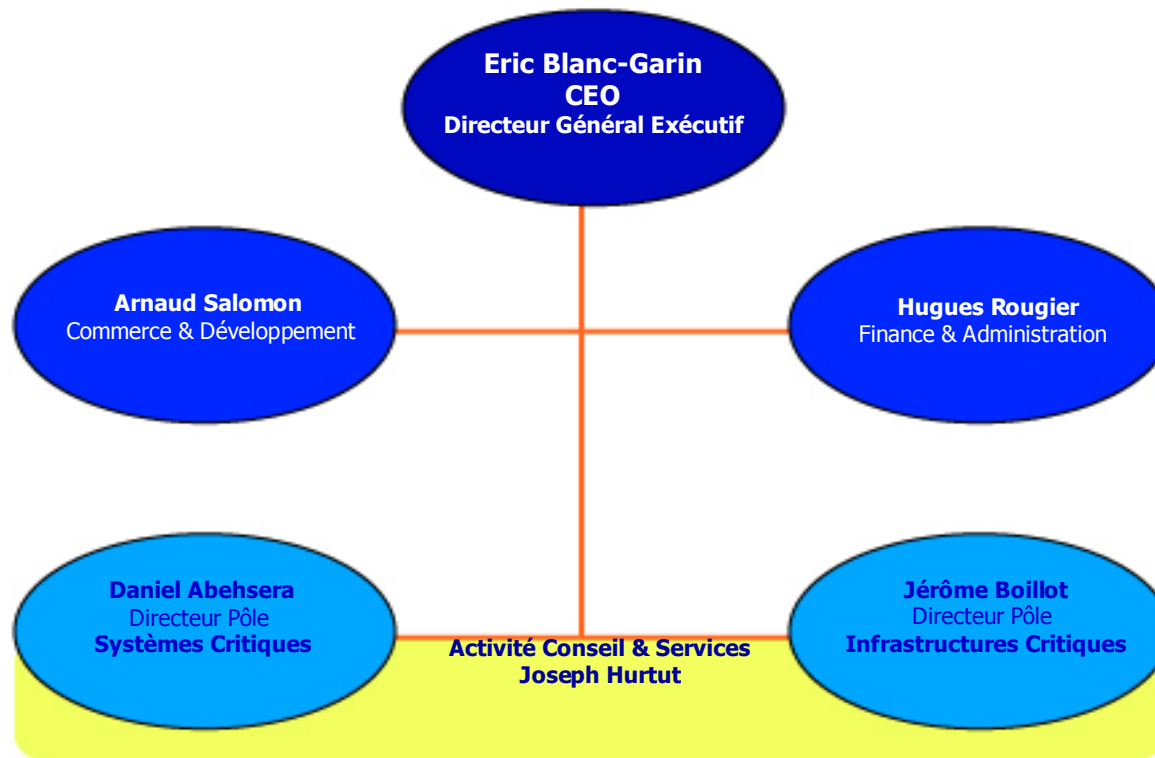 Eric Blanc-Garin
CEO
Directeur Général Exécutif
Arnaud Salomon
Commerce & Développement
Hugues Rougier
Finance & Administration
Daniel Abehsera
Directeur Pôle
Systèmes Critiques
Jérôme Boillot
Directeur Pôle
Infrastructures Critiques
Activité Conseil & Services
Joseph Hurtut